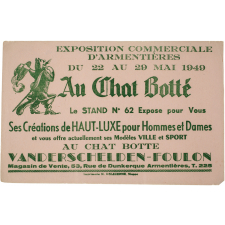 EXPOSITION COMMERCIALE
D'ARMENTIÈRES
DU 22 AU 29 MAI 1949
Au Chat Botté
Le STAND N° 62 Expose pour Vous
Ses Créations de HAUT-LUXE pour Hommes et Dames
et vous offre actuellement ses Modèles VILLE et SPORT
AU CHAT BOTTE
VANDERSCHELDEN-FOULON
Magasin de Vente, 53, Rue de Dunkerque Armentières, T. 225